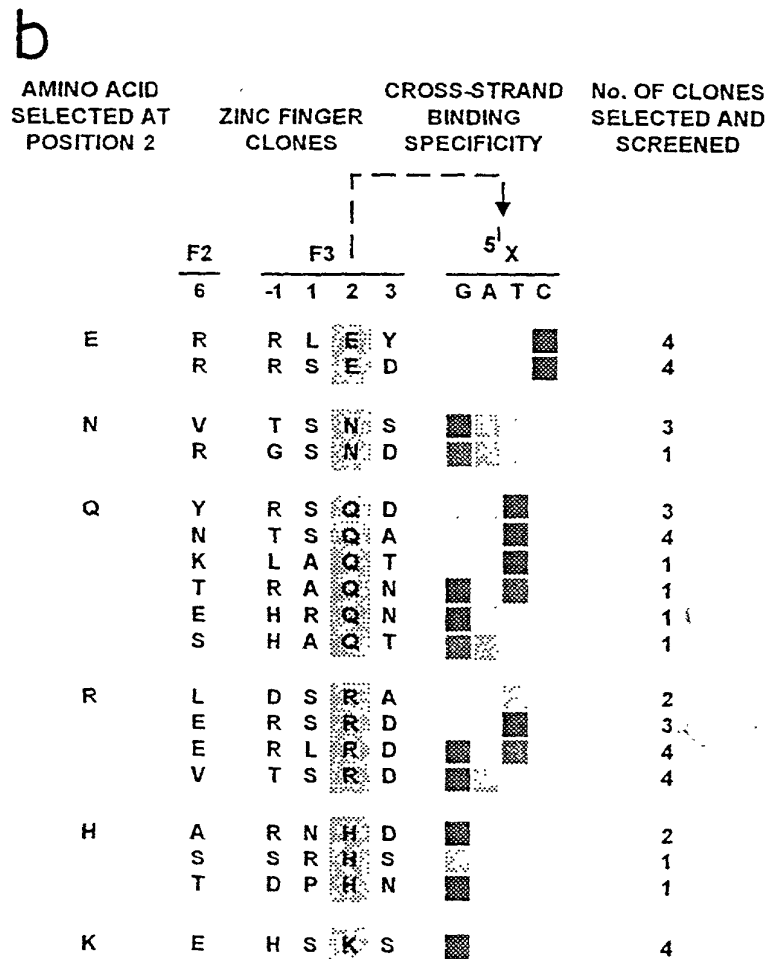 b
AMINO ACID SELECTED AT POSITION 2 ZINC FINGER CLONES CROSS-STRAND BINDING SPECIFICITY No. OF CLONES SELECTED AND SCREENED
F2 F3 5' X
6 -1 1 2 3 G A T C
E R R L E Y 4
R R S E D 4
N V T S N S 3
R G S N D 1
Q Y R S Q D 3
N T S Q A 4
K L A Q T 1
T R A Q N 1
E H R Q N 1
S H A Q T 1
R L D S R A 2
E R S R D 3
E R L R D 4
V T S R D 4
H A R N H D 2
S S R H S 1
T D P H N 1
K E H S K S 4